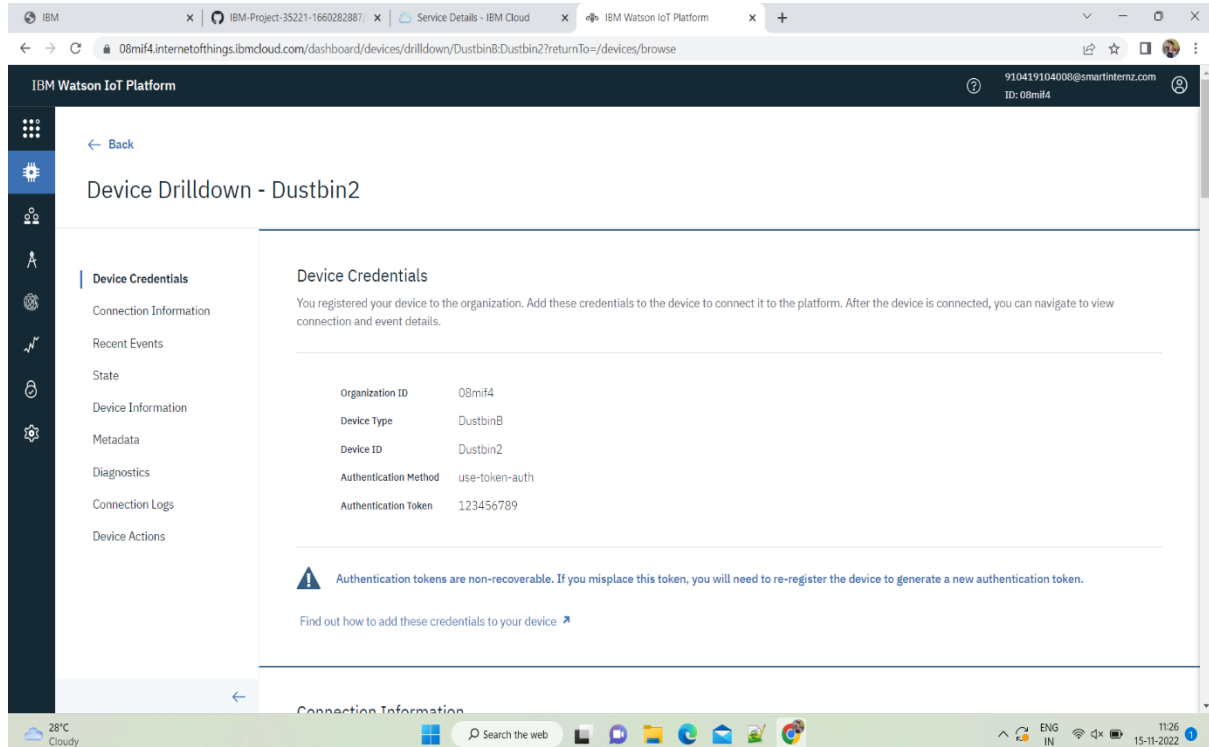 IBM
IBM-Project-35221-1660282887/
Service Details - IBM Cloud
IBM Watson IoT Platform
08mif4.internetofthings.ibmcloud.com/dashboard/devices/drilldown/DustbinB:Dustbin2?returnTo=/devices/browse
IBM Watson IoT Platform
910419104008@smartinternz.com
ID: 08mif4
Back
Device Drilldown - Dustbin2
Device Credentials
Connection Information
Recent Events
State
Device Information
Metadata
Diagnostics
Connection Logs
Device Actions
Device Credentials
You registered your device to the organization. Add these credentials to the device to connect it to the platform. After the device is connected, you can navigate to view
connection and event details.
Organization ID 08mif4
Device Type DustbinB
Device ID Dustbin2
Authentication Method use-token-auth
Authentication Token 123456789
Authentication tokens are non-recoverable. If you misplace this token, you will need to re-register the device to generate a new authentication token.
Find out how to add these credentials to your device
Connection Information
28°C
Cloudy
Search the web
ENG
IN
11:26
15-11-2022
1